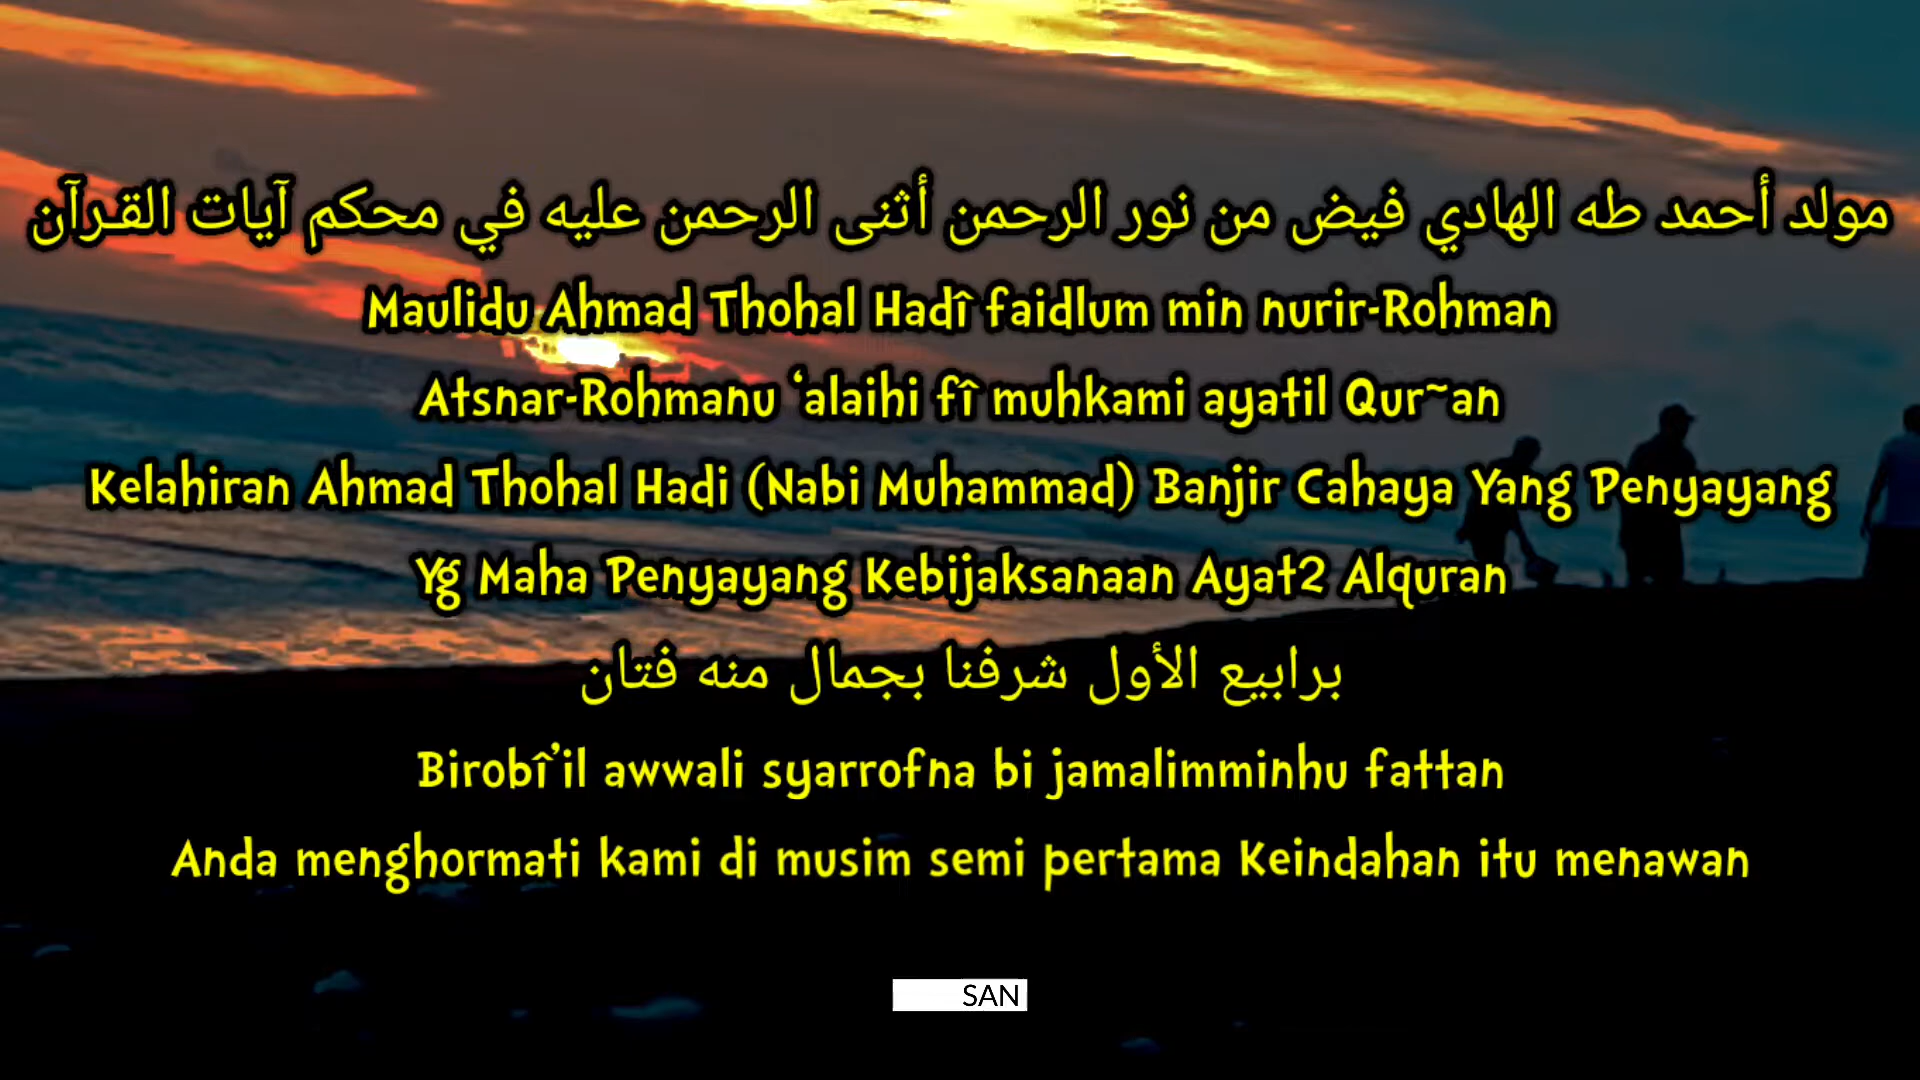 مولد أحمد طه الهادي فيض من نور الرحمن أثنى الرحمن عليه في محكم آيات القرآن
Maulidu Ahmad Thohal Hadî faidlum min nurir-Rohman
Atsnar-Rohmanu ‘alaihi fî muhkami ayatil Qur~an
Kelahiran Ahmad Thohal Hadi (Nabi Muhammad) Banjir Cahaya Yang Penyayang
Yg Maha Penyayang Kebijaksanaan Ayat2 Alquran
برابيع الأول شرفنا بجمال منه فتان
Birobî’il awwali syarrofna bi jamalimminhu fattan
Anda menghormati kami di musim semi pertama Keindahan itu menawan
SAN